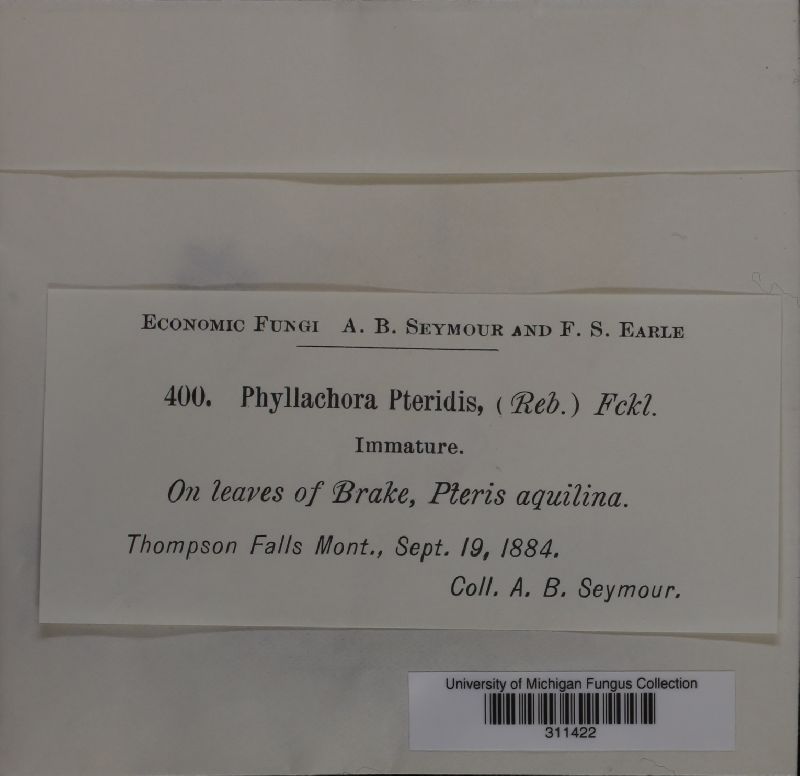 Economic Fungi A. B. Seymour and F. S. Earle
400. Phyllachora Pteridis, (Reb.) Fckl.
Immature.
On leaves of Brake, Pteris aquilina.
Thompson Falls Mont., Sept. 19, 1884.
Coll. A. B. Seymour.
University of Michigan Fungus Collection
311422